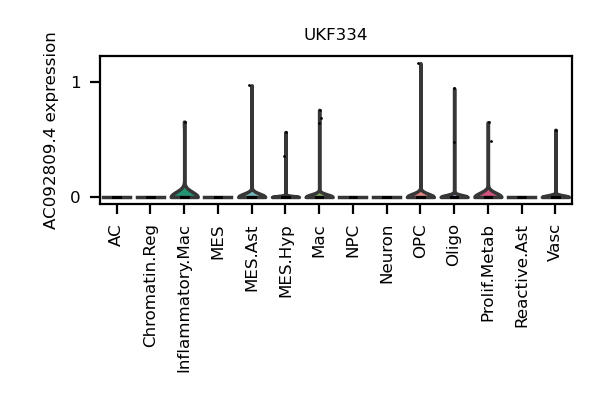 UKF334
AC092809.4 expression
1
0
AC
Chromatin.Reg
Inflammatory.Mac
MES
MES.Ast
MES.Hyp
Mac
NPC
Neuron
OPC
Oligo
Prolif.Metab
Reactive.Ast
Vasc